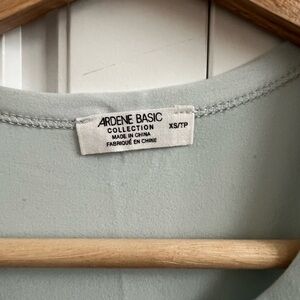 ARDENE BASIC
COLLECTION XS/TP
MADE IN CHINA
FABRIQUÉ EN CHINE